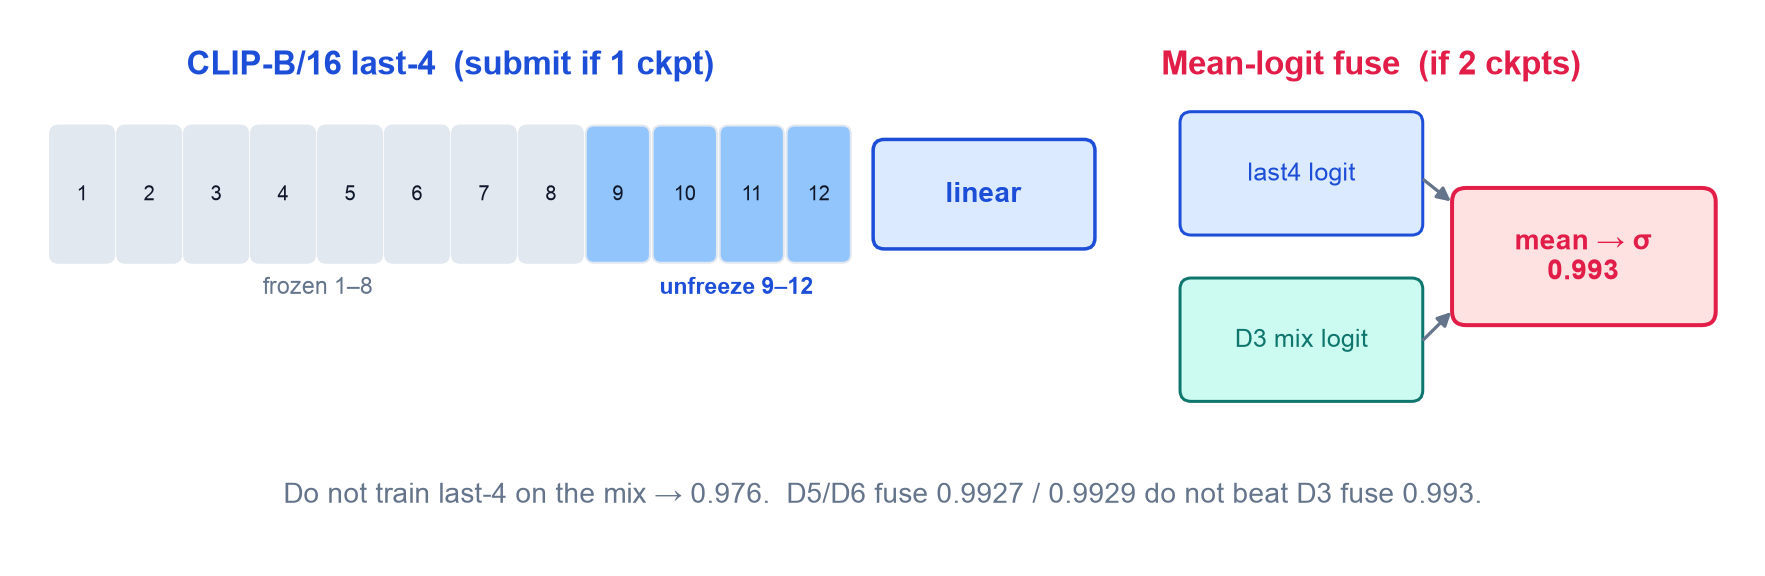 CLIP-B/16 last-4 (submit if 1 ckpt)
1 2 3 4 5 6 7 8 9 10 11 12
linear
frozen 1–8
unfreeze 9–12
Mean-logit fuse (if 2 ckpts)
last4 logit
D3 mix logit
mean → σ
0.993
Do not train last-4 on the mix → 0.976. D5/D6 fuse 0.9927 / 0.9929 do not beat D3 fuse 0.993.